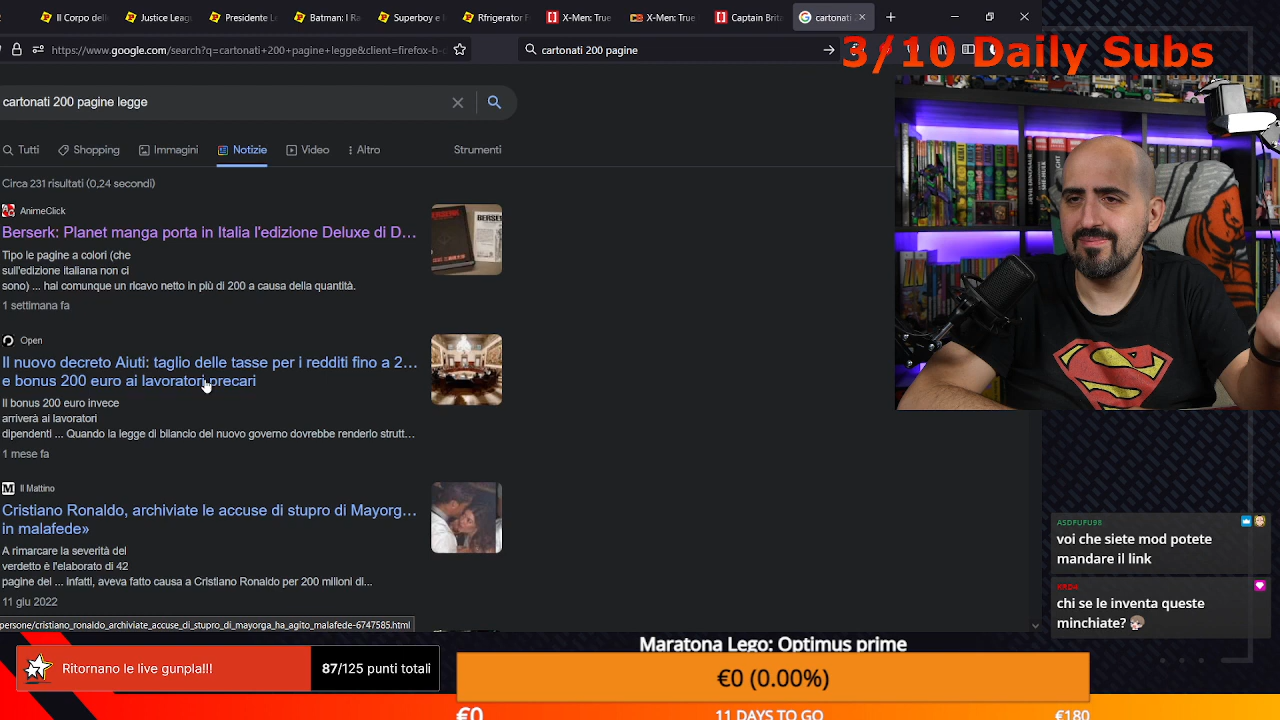 Il Corpo delle
Justice Leag
Presidente L
Batman: I Ra
Superboy e
Rfrigerator F
X-Men: True
X-Men: True
Captain Brita
cartonati 2
https://www.google.com/search?q=cartonati+200+pagine+legge&client=firefox-b-
cartonati 200 pagine
3/10 Daily Subs
cartonati 200 pagine legge
Tutti
Shopping
Immagini
Notizie
Video
Altro
Strumenti
Circa 231 risultati (0,24 secondi)
AnimeClick
Berserk: Planet manga porta in Italia l'edizione Deluxe di D...
Tipo le pagine a colori (che
sull'edizione italiana non ci
sono) ... hai comunque un ricavo netto in più di 200 a causa della quantità.
1 settimana fa
BERSE
Open
Il nuovo decreto Aiuti: taglio delle tasse per i redditi fino a 2...
e bonus 200 euro ai lavoratori precari
Il bonus 200 euro invece
arriverà ai lavoratori
dipendenti ... Quando la legge di bilancio del nuovo governo dovrebbe renderlo strutt...
1 mese fa
M Il Mattino
Cristiano Ronaldo, archiviate le accuse di stupro di Mayorg...
in malafede»
A rimarcare la severità del
verdetto è l'elaborato di 42
pagine del ... Infatti, aveva fatto causa a Cristiano Ronaldo per 200 milioni di...
11 giu 2022
persone/cristiano_ronaldo_archiviate_accuse_di_stupro_di_mayorga_ha_agito_malafede-6747585.html
ASDFUFU98
voi che siete mod potete
mandare il link
KRD4
chi se le inventa queste
minchiate?
Ritornano le live gunpla!!!
87/125 punti totali
Maratona Lego: Optimus prime
€0 (0.00%)
€0
11 DAYS TO GO
€180